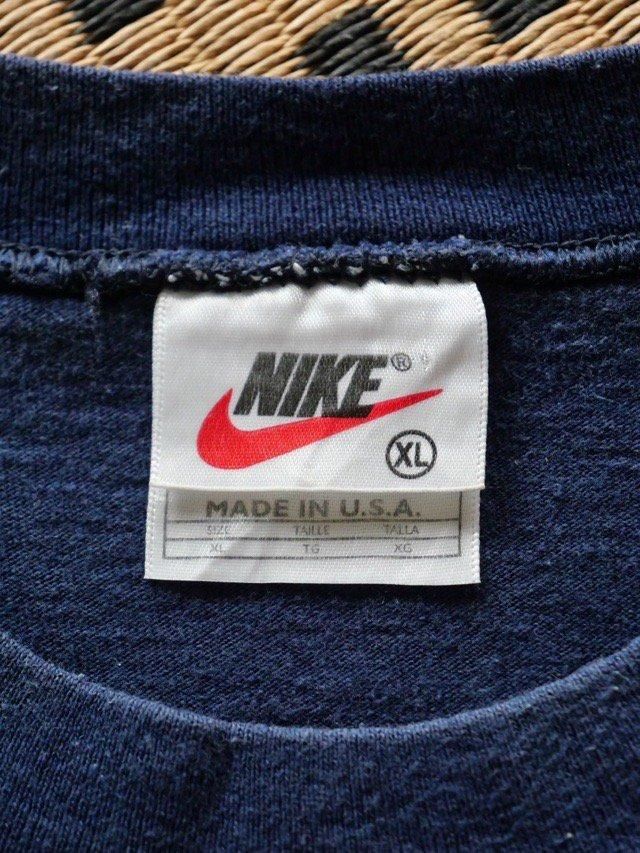 NIKE®
XL
MADE IN U.S.A.
SIZE TAILLE TALLA
XL TG XG